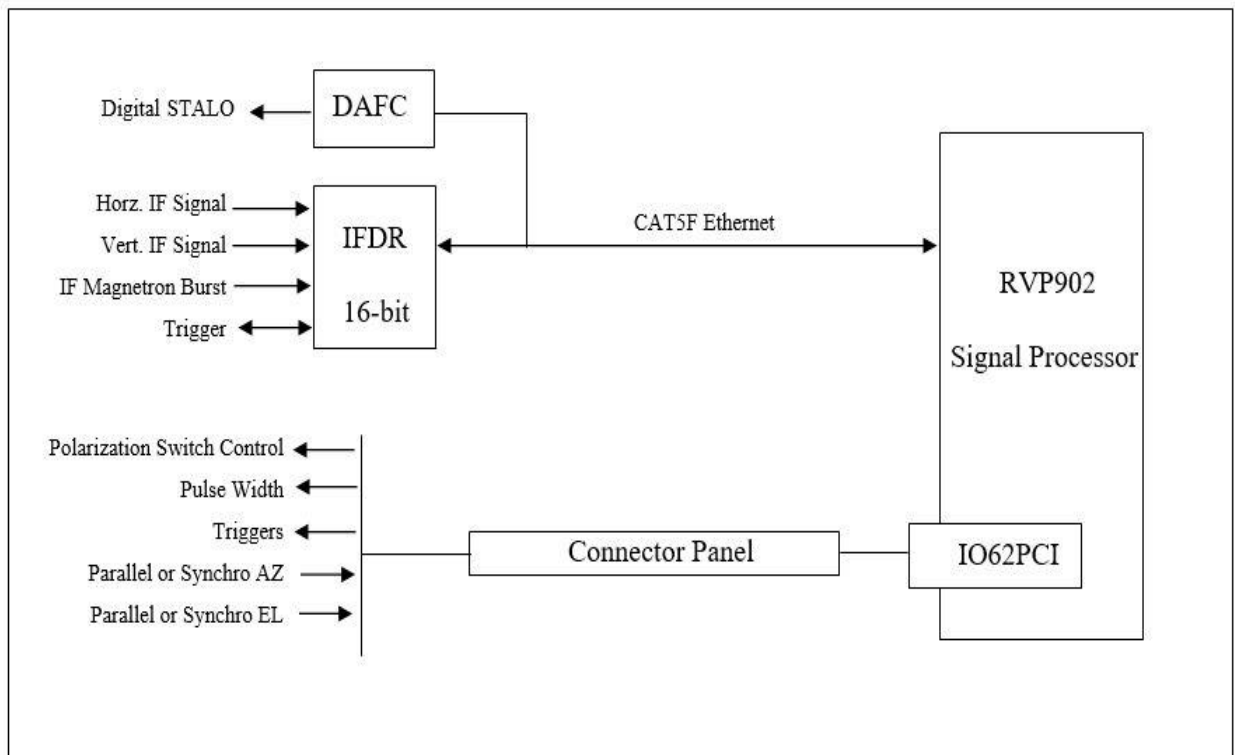 Digital STALO
DAFC
Horz. IF Signal
Vert. IF Signal
IF Magnetron Burst
Trigger
IFDR
16-bit
CAT5F Ethernet
RVP902
Signal Processor
Polarization Switch Control
Pulse Width
Triggers
Parallel or Synchro AZ
Parallel or Synchro EL
Connector Panel
IO62PCI